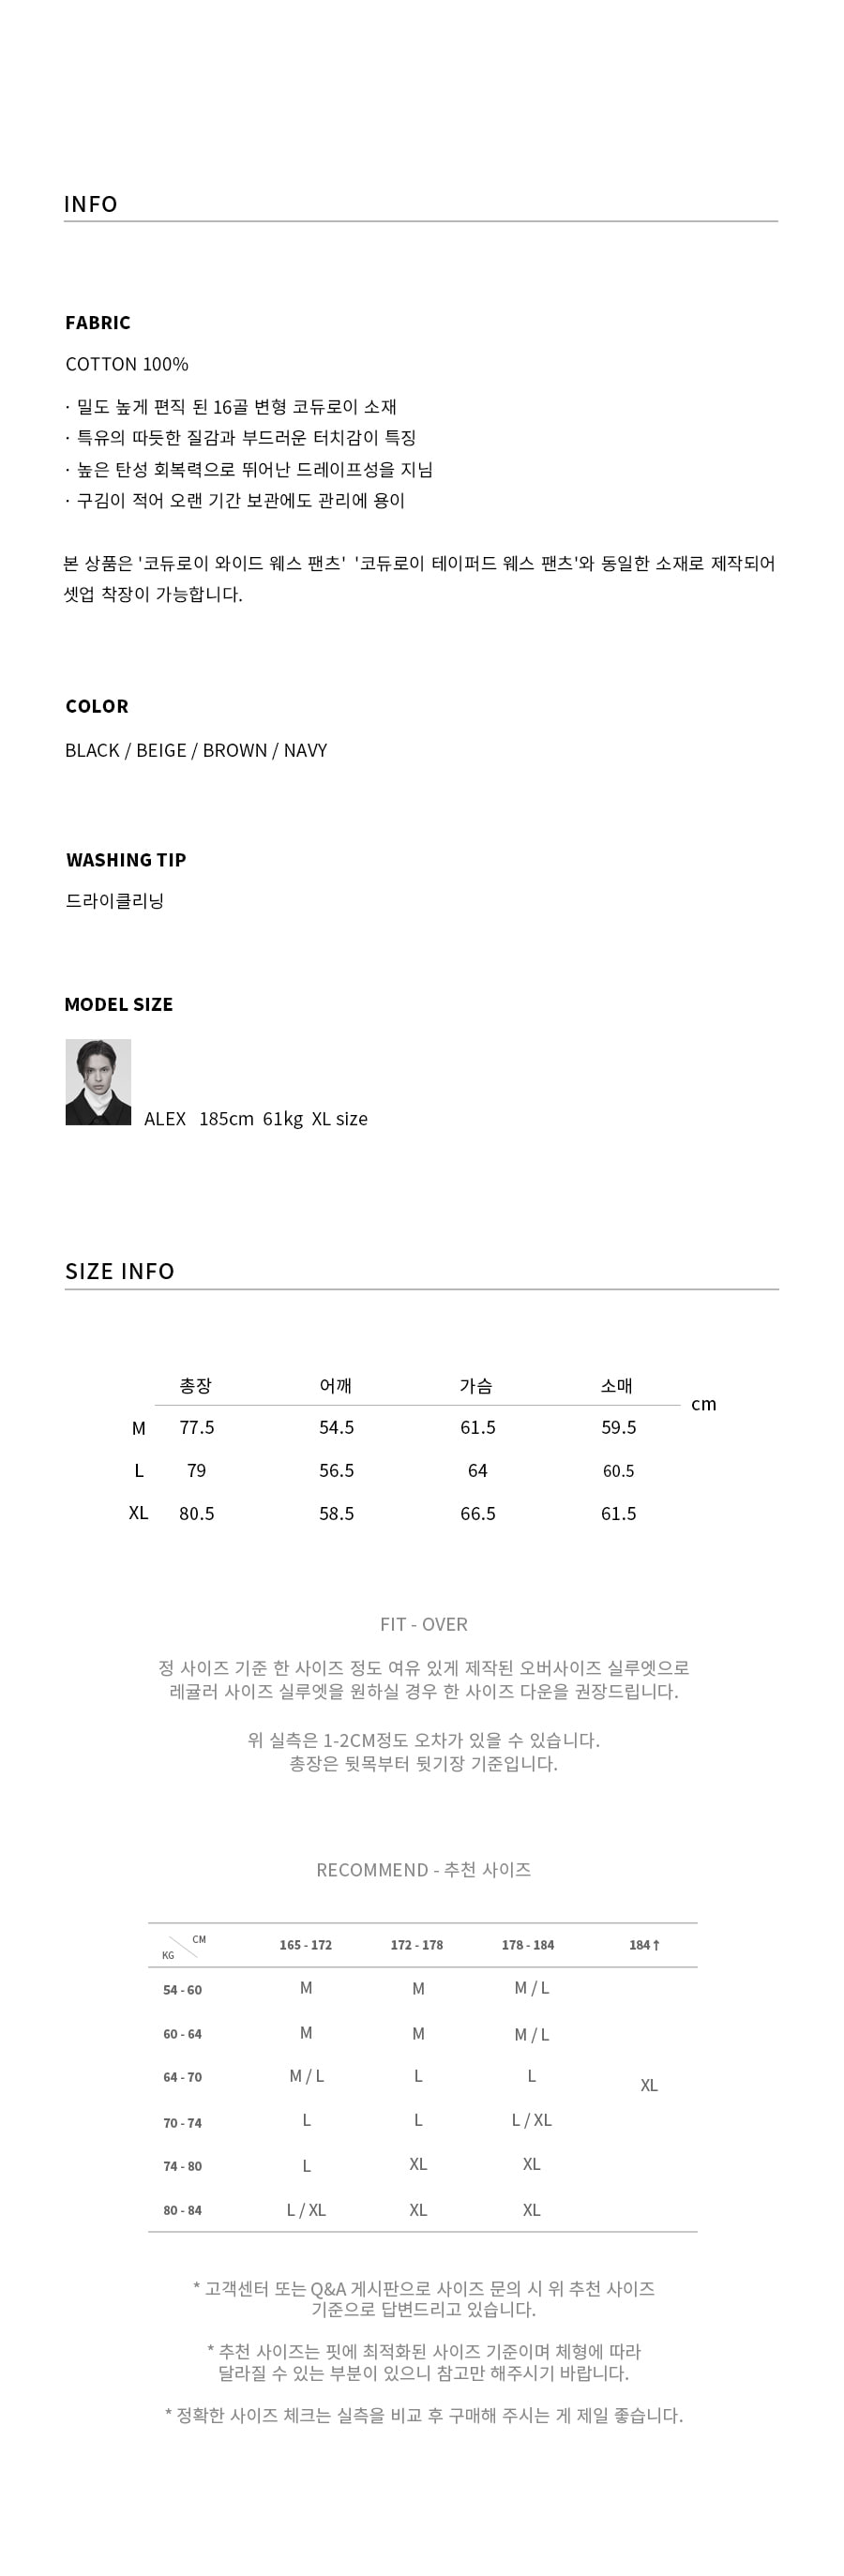 INFO
FABRIC
COTTON 100%
· 밀도 높게 편직 된 16골 변형 코듀로이 소재
· 특유의 따듯한 질감과 부드러운 터치감이 특징
· 높은 탄성 회복력으로 뛰어난 드레이프성을 지님
· 구김이 적어 오랜 기간 보관에도 관리에 용이
본 상품은 '코듀로이 와이드 웨스 팬츠' '코듀로이 테이퍼드 웨스 팬츠'와 동일한 소재로 제작되어
셋업 착장이 가능합니다.
COLOR
BLACK / BEIGE / BROWN / NAVY
WASHING TIP
드라이클리닝
MODEL SIZE
ALEX 185cm 61kg XL size
SIZE INFO
총장 어깨 가슴 소매
cm
M 77.5 54.5 61.5 59.5
L 79 56.5 64 60.5
XL 80.5 58.5 66.5 61.5
FIT - OVER
정 사이즈 기준 한 사이즈 정도 여유 있게 제작된 오버사이즈 실루엣으로
레귤러 사이즈 실루엣을 원하실 경우 한 사이즈 다운을 권장드립니다.
위 실측은 1-2CM정도 오차가 있을 수 있습니다.
총장은 뒷목부터 뒷기장 기준입니다.
RECOMMEND - 추천 사이즈
KG CM 165 - 172 172 - 178 178 - 184 184↑
54 - 60 M M M / L
60 - 64 M M M / L
64 - 70 M / L L L
XL
70 - 74 L L L / XL
74 - 80 L XL XL
80 - 84 L / XL XL XL
* 고객센터 또는 Q&A 게시판으로 사이즈 문의 시 위 추천 사이즈
기준으로 답변드리고 있습니다.
* 추천 사이즈는 핏에 최적화된 사이즈 기준이며 체형에 따라
달라질 수 있는 부분이 있으니 참고만 해주시기 바랍니다.
* 정확한 사이즈 체크는 실측을 비교 후 구매해 주시는 게 제일 좋습니다.